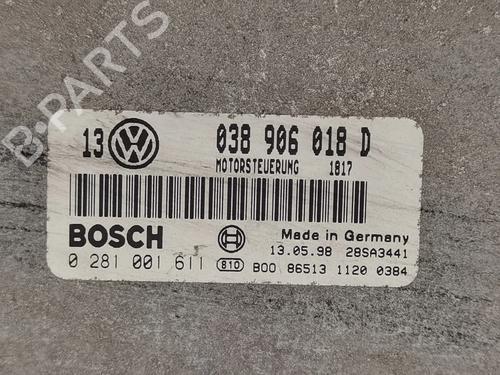 B-PARTS
13 VW 038 906 018 D
MOTORSTEUERUNG 1817
BOSCH
Made in Germany
13.05.98 28SA3441
0 281 001 611 810 B00 86513 1120 0384